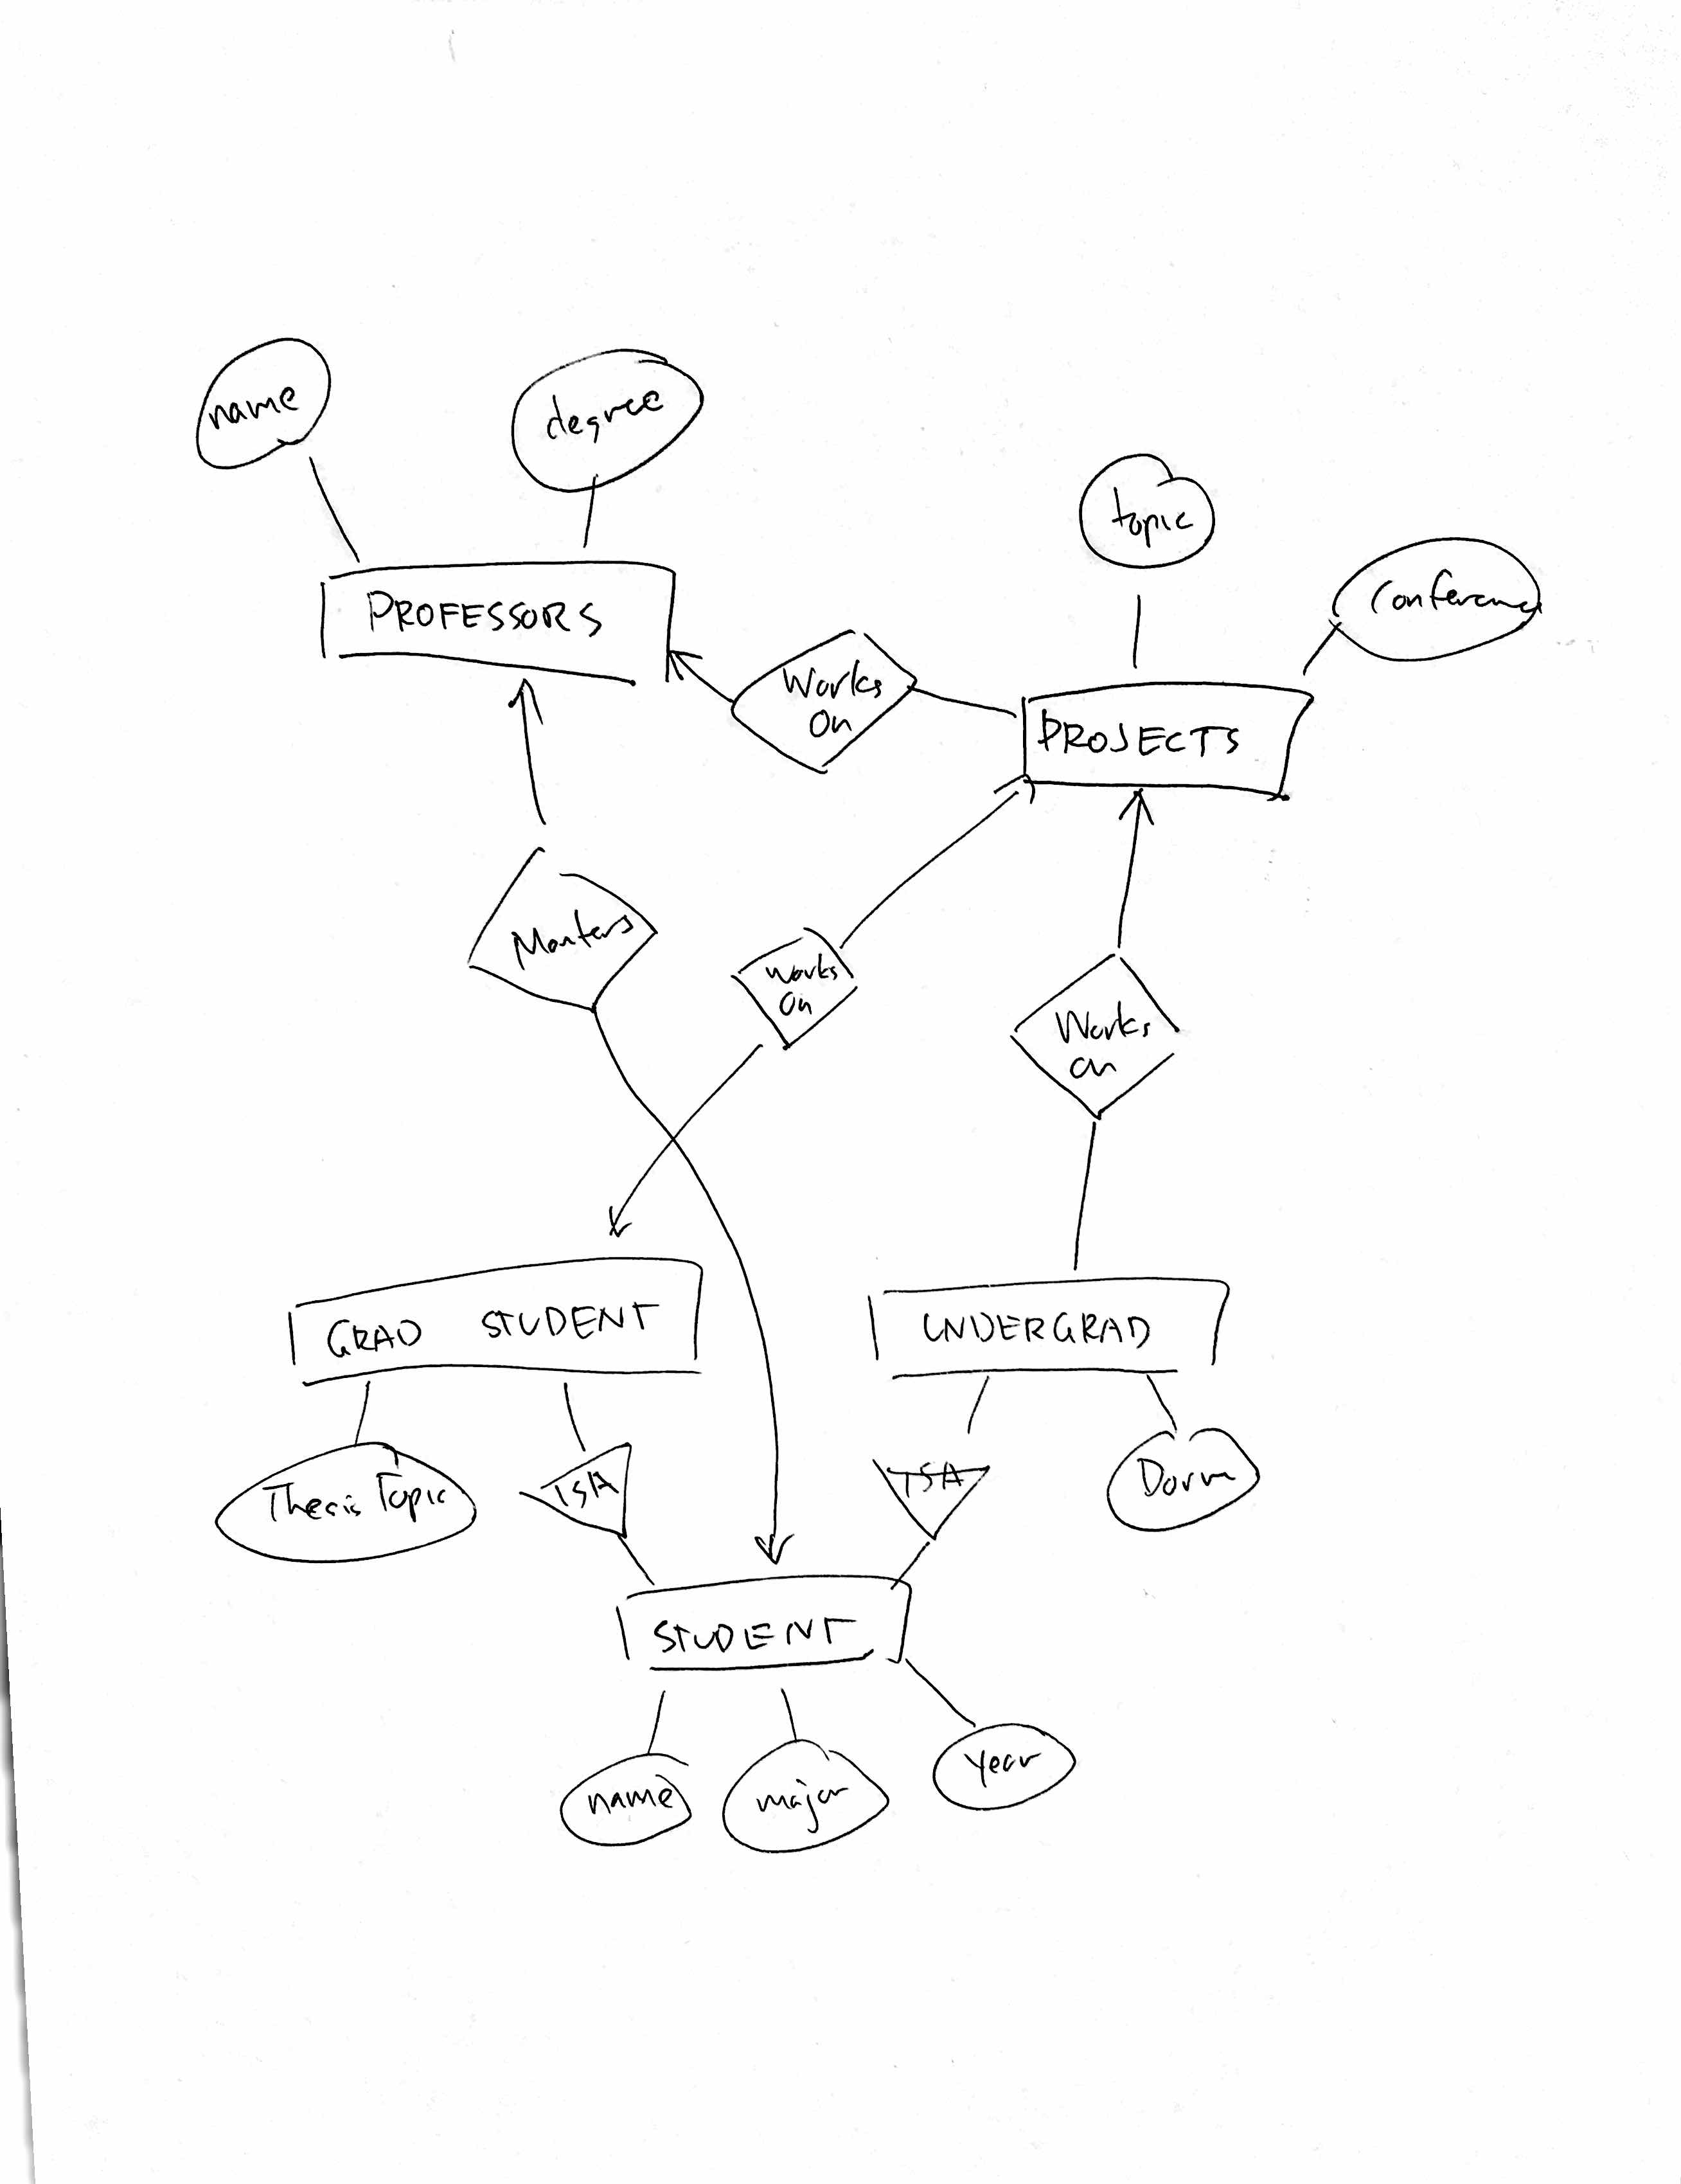 name
degree
topic
Conference
PROFESSORS
Works
On
PROJECTS
Mentors
Works
On
Works
on
GRAD STUDENT
UNDERGRAD
Thesis Topic
ISA
ISA
Dorm
STUDENT
name
major
Year